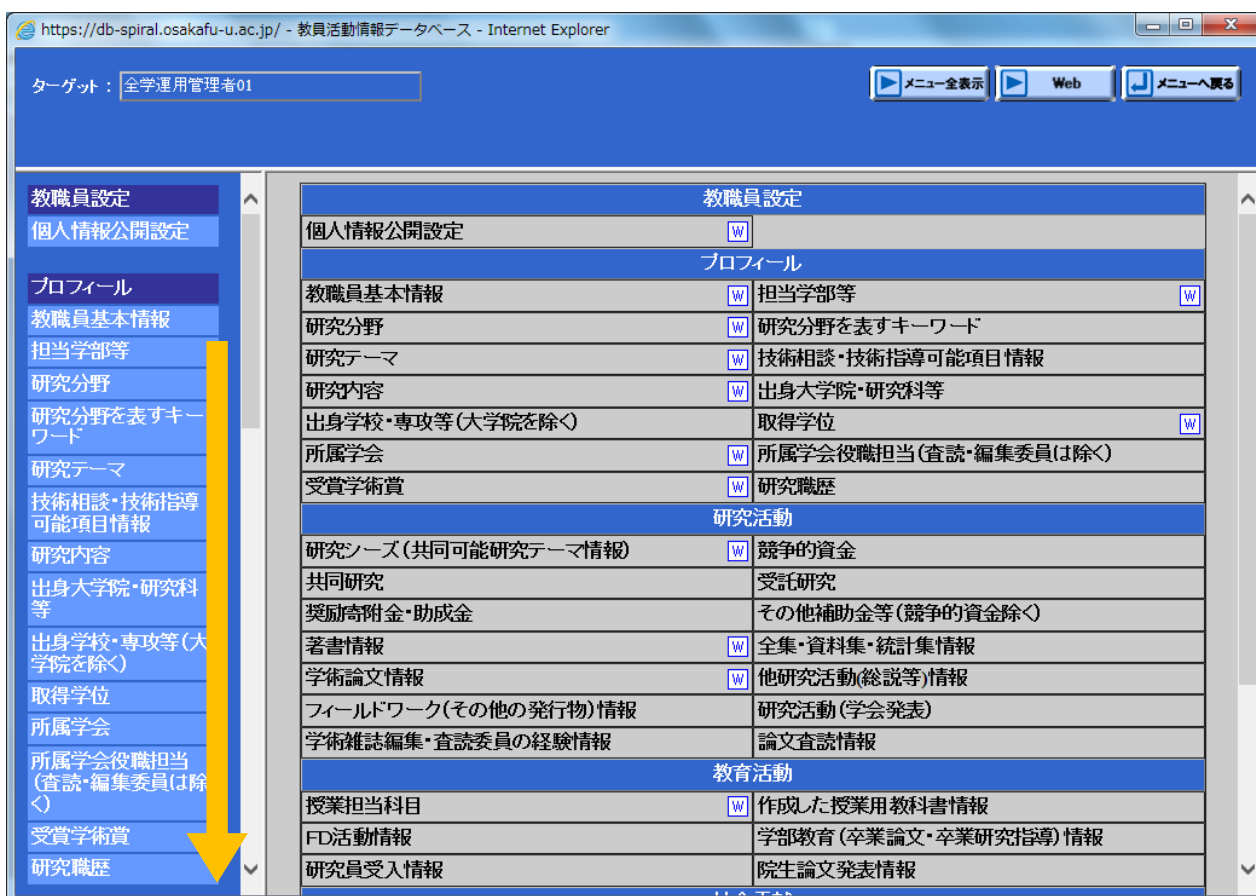 https://db-spiral.osakafu-u.ac.jp/ - 教員活動情報データベース - Internet Explorer
ターゲット： 全学運用管理者01
メニュー全表示 Web メニューへ戻る
教職員設定
個人情報公開設定
プロフィール
教職員基本情報
担当学部等
研究分野
研究分野を表すキー
ワード
研究テーマ
技術相談・技術指導
可能項目情報
研究内容
出身大学院・研究科
等
出身学校・専攻等(大
学院を除く)
取得学位
所属学会
所属学会役職担当
(査読・編集委員は除
く)
受賞学術賞
研究職歴
教職員設定
個人情報公開設定 W
プロフィール
教職員基本情報 W 担当学部等 W
研究分野 W 研究分野を表すキーワード
研究テーマ W 技術相談・技術指導可能項目情報
研究内容 W 出身大学院・研究科等
出身学校・専攻等(大学院を除く) 取得学位 W
所属学会 W 所属学会役職担当(査読・編集委員は除く)
受賞学術賞 W 研究職歴
研究活動
研究シーズ(共同可能研究テーマ情報) W 競争的資金
共同研究 受託研究
奨励寄附金・助成金 その他補助金等(競争的資金除く)
著書情報 W 全集・資料集・統計集情報
学術論文情報 W 他研究活動(総説等)情報
フィールドワーク(その他の発行物)情報 研究活動(学会発表)
学術雑誌編集・査読委員の経験情報 論文査読情報
教育活動
授業担当科目 W 作成した授業用教科書情報
FD活動情報 学部教育(卒業論文・卒業研究指導)情報
研究員受入情報 院生論文発表情報